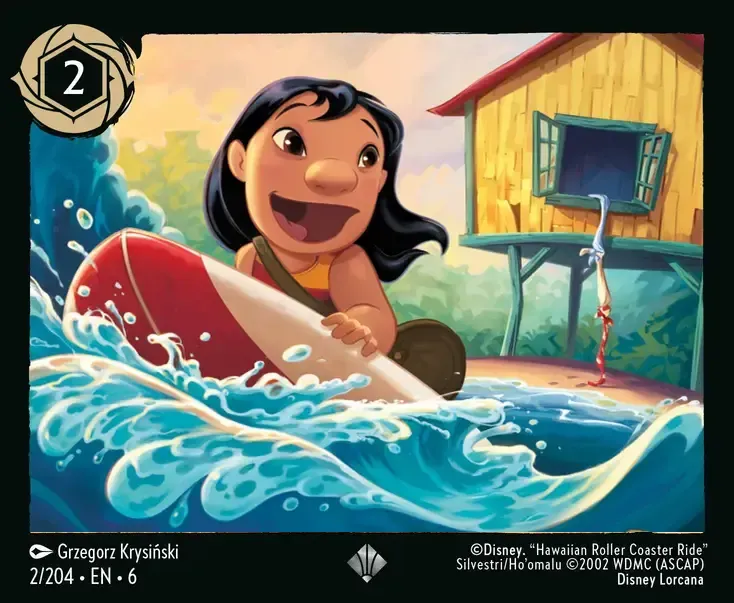 2
Grzegorz Krysiński
2/204 • EN • 6
©Disney. “Hawaiian Roller Coaster Ride”
Silvestri/Ho'omalu ©2002 WDMC (ASCAP)
Disney Lorcana